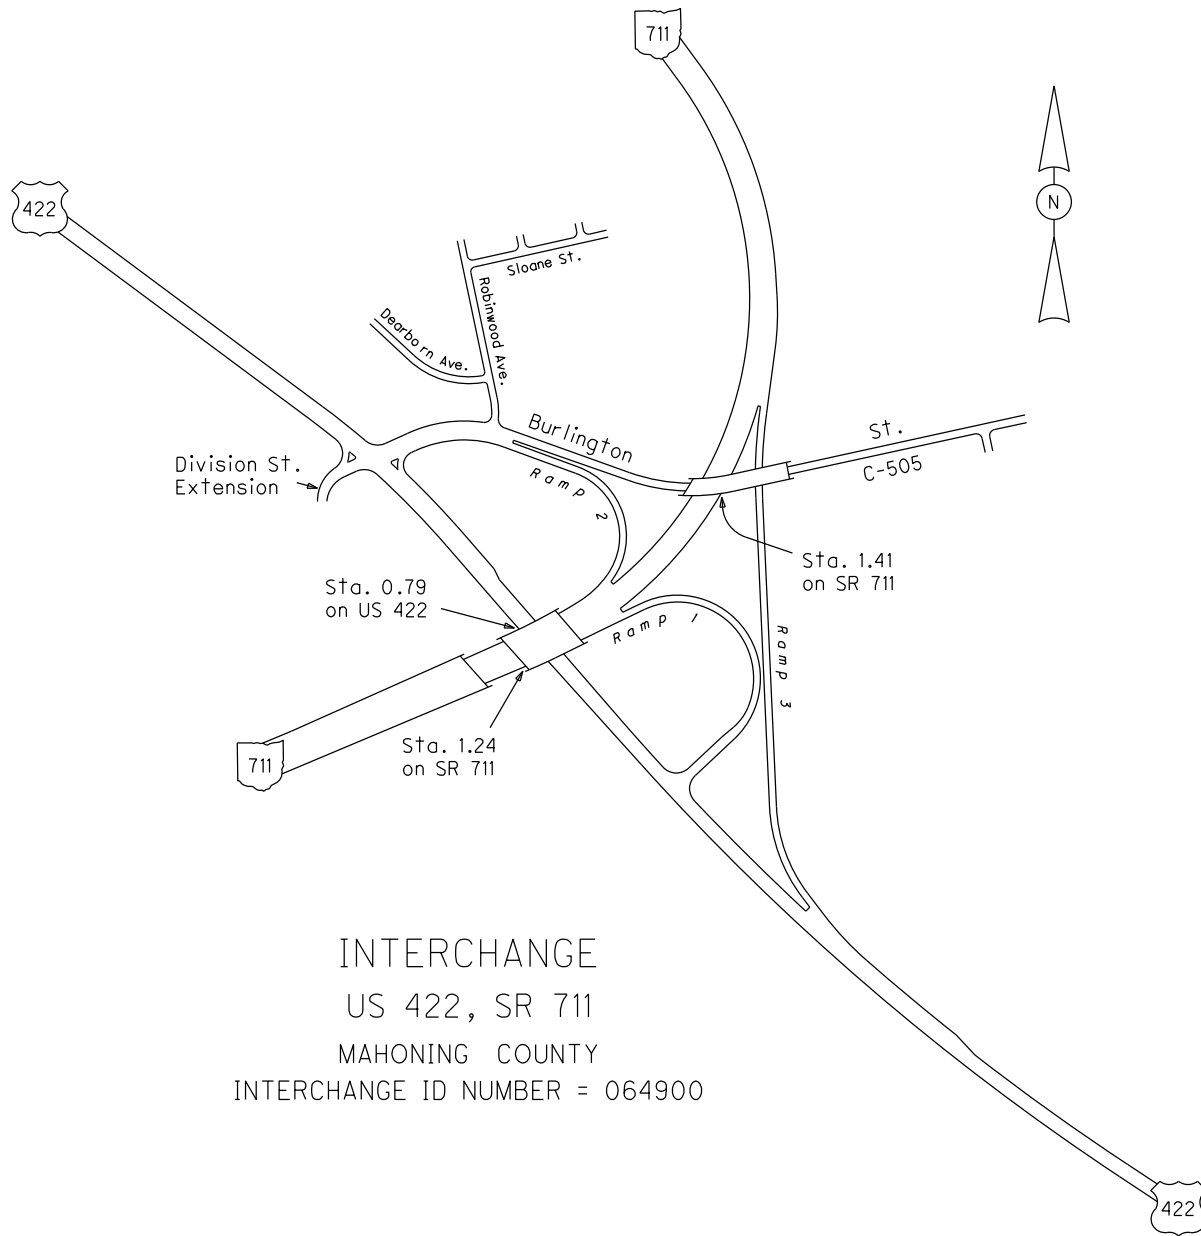 711
422
N
Sloane St.
Robinwood Ave.
Dearborn Ave.
Burlington
St.
C-505
Division St.
Extension
Ramp 2
Sta. 1.41
on SR 711
Sta. 0.79
on US 422
Ramp 1
Ramp 3
Sta. 1.24
on SR 711
711
INTERCHANGE
US 422, SR 711
MAHONING COUNTY
INTERCHANGE ID NUMBER = 064900
422